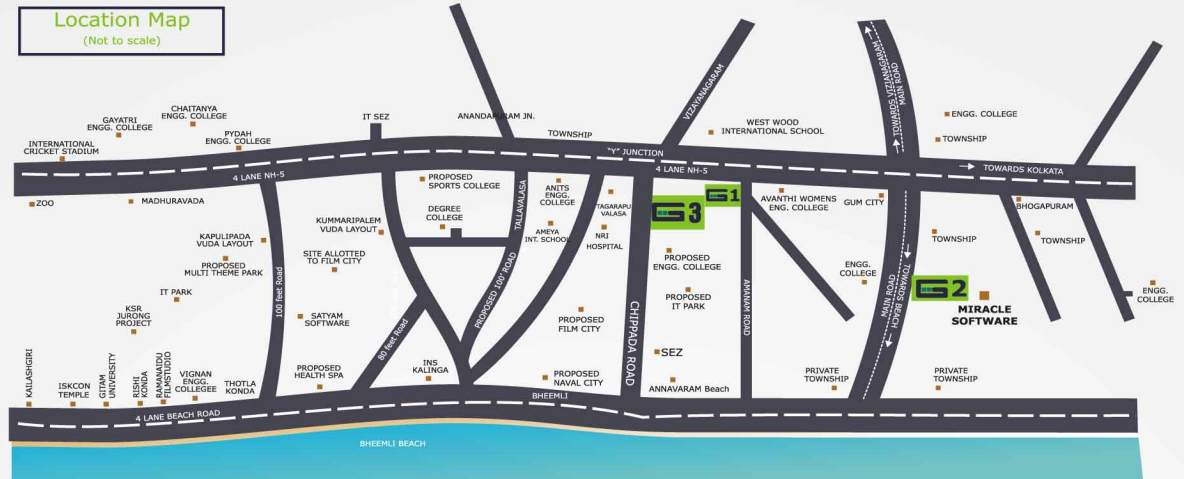 Location Map
(Not to scale)
GAYATRI
ENGG. COLLEGE
CHAITANYA
ENGG. COLLEGE
PYDAH
ENGG. COLLEGE
INTERNATIONAL
CRICKET STADIUM
IT SEZ
ANANDAPURAM JN.
TOWNSHIP
VIZAYANAGARAM
WEST WOOD
INTERNATIONAL SCHOOL
TOWARDS VIZIANAGARAM
MAIN ROAD
ENGG. COLLEGE
TOWNSHIP
"Y" JUNCTION
4 LANE NH-5
4 LANE NH-5
TOWARDS KOLKATA
ZOO
MADHURAVADA
PROPOSED
SPORTS COLLEGE
DEGREE
COLLEGE
TALLAVALASA
ANITS
ENGG.
COLLEGE
TAGARAPU
VALASA
G1
G3
AVANTHI WOMENS
ENG. COLLEGE
GUM CITY
BHOGAPURAM
KAPULIPADA
VUDA LAYOUT
PROPOSED
MULTI THEME PARK
KUMMARIPALEM
VUDA LAYOUT
SITE ALLOTTED
TO FILM CITY
AMEYA
INT. SCHOOL
NRI
HOSPITAL
PROPOSED
ENGG. COLLEGE
TOWNSHIP
TOWNSHIP
IT PARK
100 feet Road
PROPOSED 100' ROAD
PROPOSED
IT PARK
ENGG.
COLLEGE
MAIN ROAD
TOWARDS BEACH
G2
MIRACLE
SOFTWARE
ENGG.
COLLEGE
KSR
JURONG
PROJECT
SATYAM
SOFTWARE
80 feet Road
PROPOSED
FILM CITY
CHIPPADA ROAD
AMANAM ROAD
SEZ
KAILASHGIRI
ISKCON
TEMPLE
GITAM
UNIVERSITY
RISHI
KONDA
RAMANAIDU
FILMSTUDIO
VIGNAN
ENGG.
COLLEGEE
THOTLA
KONDA
PROPOSED
HEALTH SPA
INS
KALINGA
PROPOSED
NAVAL CITY
ANNAVARAM Beach
PRIVATE
TOWNSHIP
PRIVATE
TOWNSHIP
4 LANE BEACH ROAD
BHEEMLI
BHEEMLI BEACH